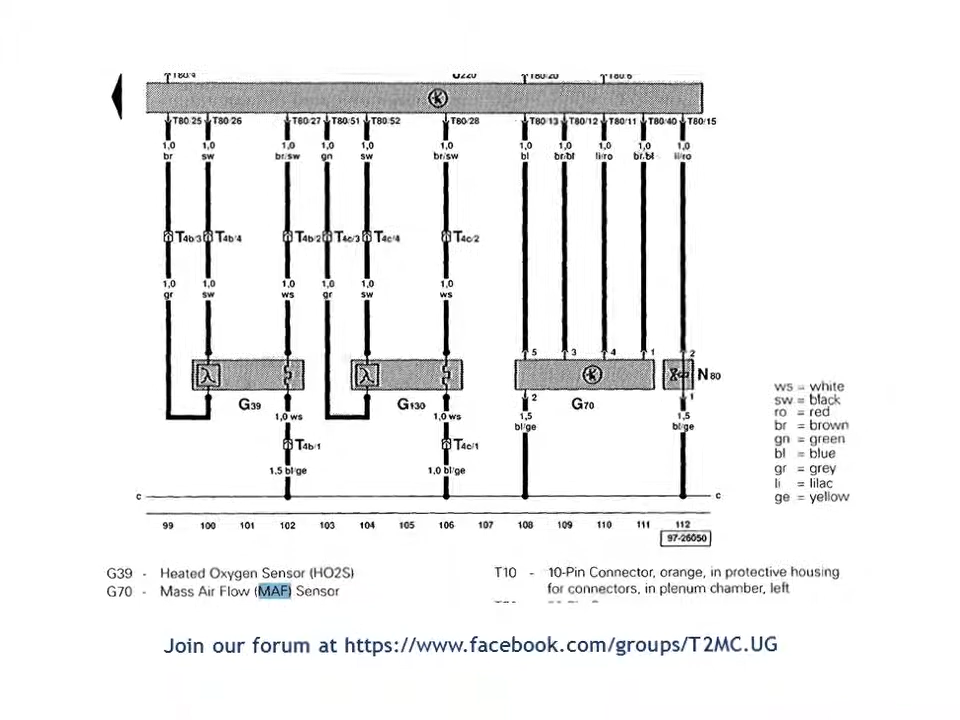 T80/4 J220 T80/20 T80/6
T80/25 T80/26 T80/27 T80/51 T80/52 T80/28 T80/13 T80/12 T80/11 T80/40 T80/15
1,0 1,0 1,0 1,0 1,0 1,0 1,0 1,0 1,0 1,0 1,0
br sw br/sw gn sw br/sw bl br/bl li/ro br/bl li/ro
T4b/3 T4b/4 T4b/2 T4c/3 T4c/4 T4c/2
1,0 1,0 1,0 1,0 1,0 1,0
gr sw ws gr sw ws
5 3 4 1 2
λ λ K N80
G39 G130 2 G70 1
1,0 ws 1,0 ws 1,5 1,5
bl/ge bl/ge
T4b/1 T4c/1
1,5 bl/ge 1,0 bl/ge
c c
99 100 101 102 103 104 105 106 107 108 109 110 111 112
97-26050
ws = white
sw = black
ro = red
br = brown
gn = green
bl = blue
gr = grey
li = lilac
ge = yellow
G39 - Heated Oxygen Sensor (HO2S)
G70 - Mass Air Flow (MAF) Sensor
T10 - 10-Pin Connector, orange, in protective housing
for connectors, in plenum chamber, left
Join our forum at https://www.facebook.com/groups/T2MC.UG